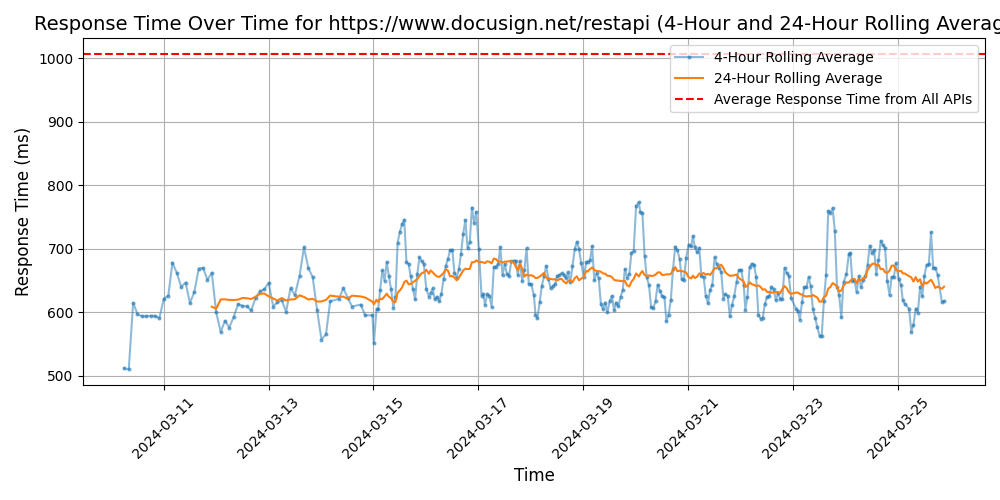 Response Time Over Time for https://www.docusign.net/restapi (4-Hour and 24-Hour Rolling Averag
Response Time (ms)
1000
900
800
700
600
500
4-Hour Rolling Average
24-Hour Rolling Average
Average Response Time from All APIs
2024-03-11
2024-03-13
2024-03-15
2024-03-17
2024-03-19
2024-03-21
2024-03-23
2024-03-25
Time